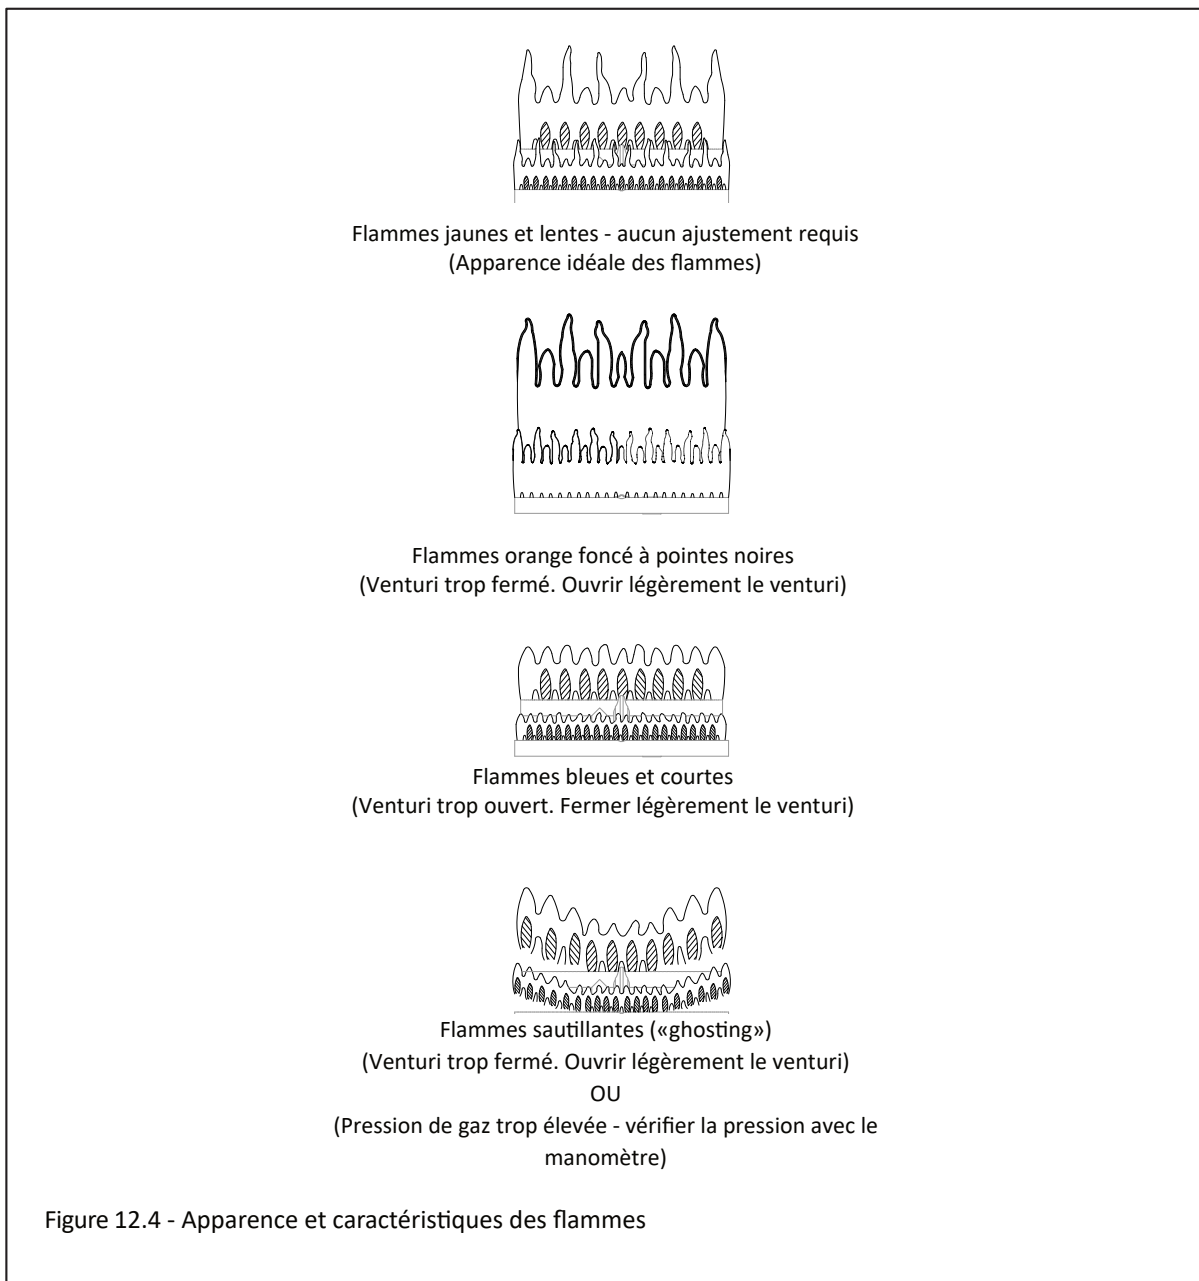 Flammes jaunes et lentes - aucun ajustement requis
(Apparence idéale des flammes)
Flammes orange foncé à pointes noires
(Venturi trop fermé. Ouvrir légèrement le venturi)
Flammes bleues et courtes
(Venturi trop ouvert. Fermer légèrement le venturi)
Flammes sautillantes («ghosting»)
(Venturi trop fermé. Ouvrir légèrement le venturi)
OU
(Pression de gaz trop élevée - vérifier la pression avec le
manomètre)
Figure 12.4 - Apparence et caractéristiques des flammes